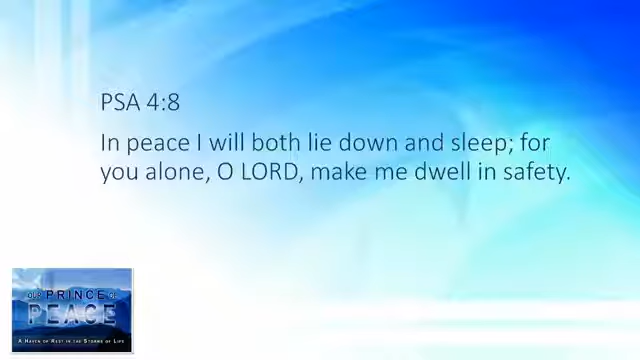 PSA 4:8
In peace I will both lie down and sleep; for
you alone, O LORD, make me dwell in safety.
OUR PRINCE OF
PEACE
A HAVEN OF REST IN THE STORMS OF LIFE